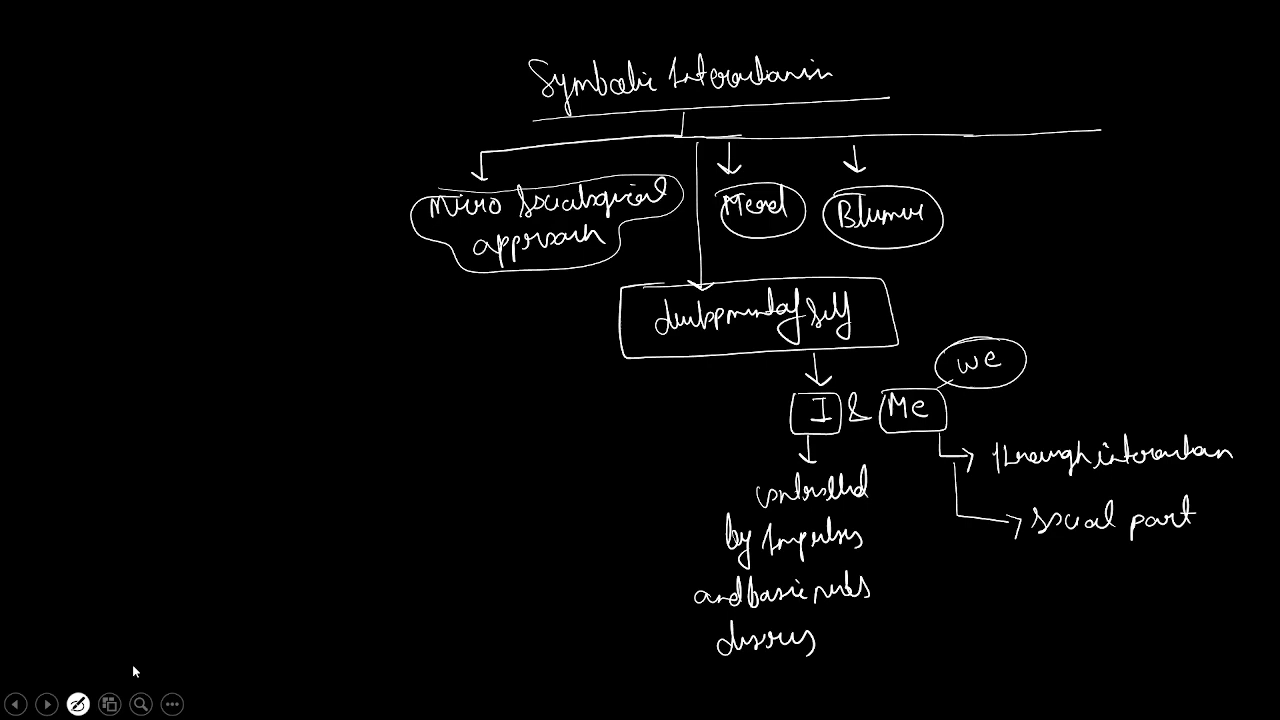 Symbolic Interactionism
Micro Sociological
approach
Mead
Blumer
development of self
we
I & Me
through interaction
controlled
social part
by Impulses
and basic
desires